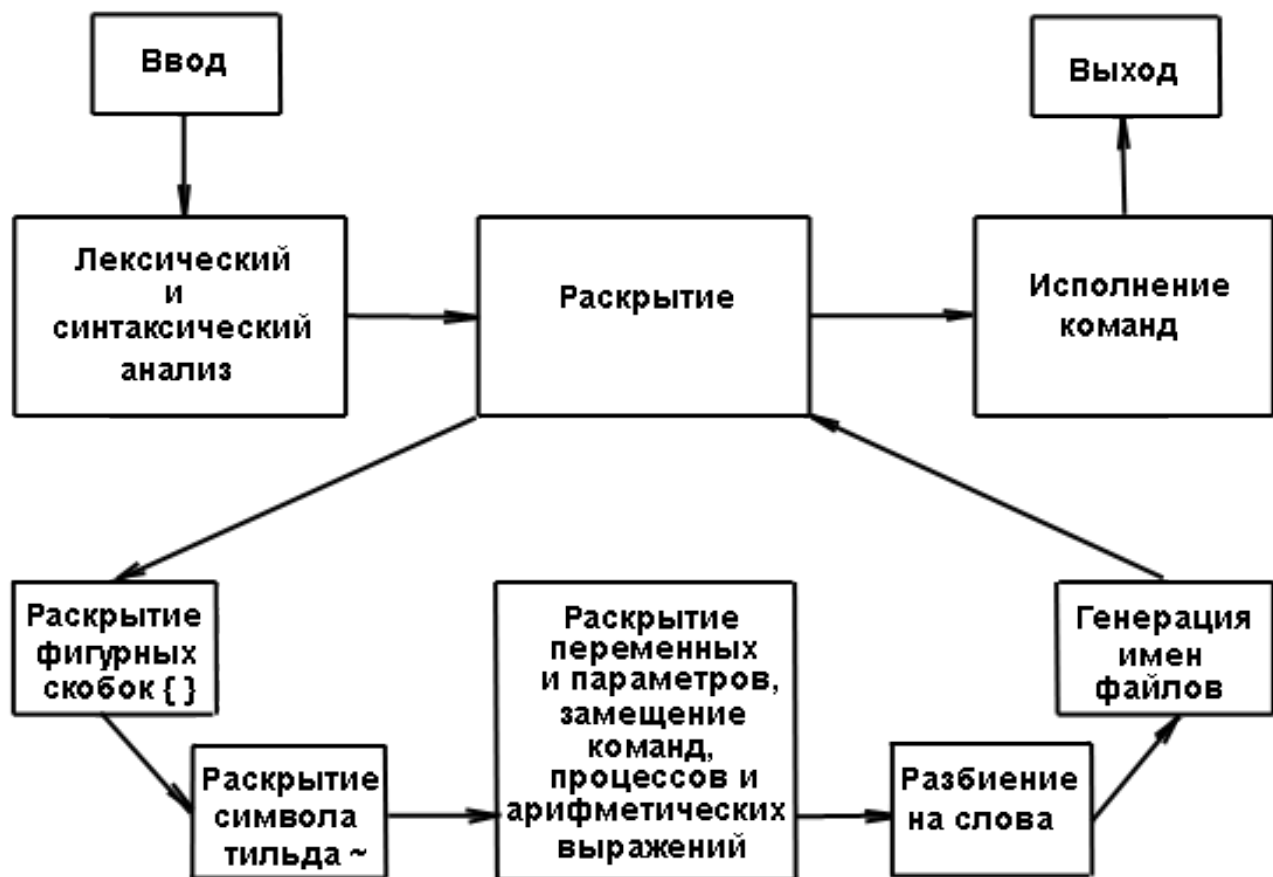 Ввод
Выход
Лексический
и
синтаксический
анализ
Раскрытие
Исполнение
команд
Раскрытие
фигурных
скобок { }
Раскрытие
символа
тильда ~
Раскрытие
переменных
и параметров,
замещение
команд,
процессов и
арифметических
выражений
Разбиение
на слова
Генерация
имен
файлов